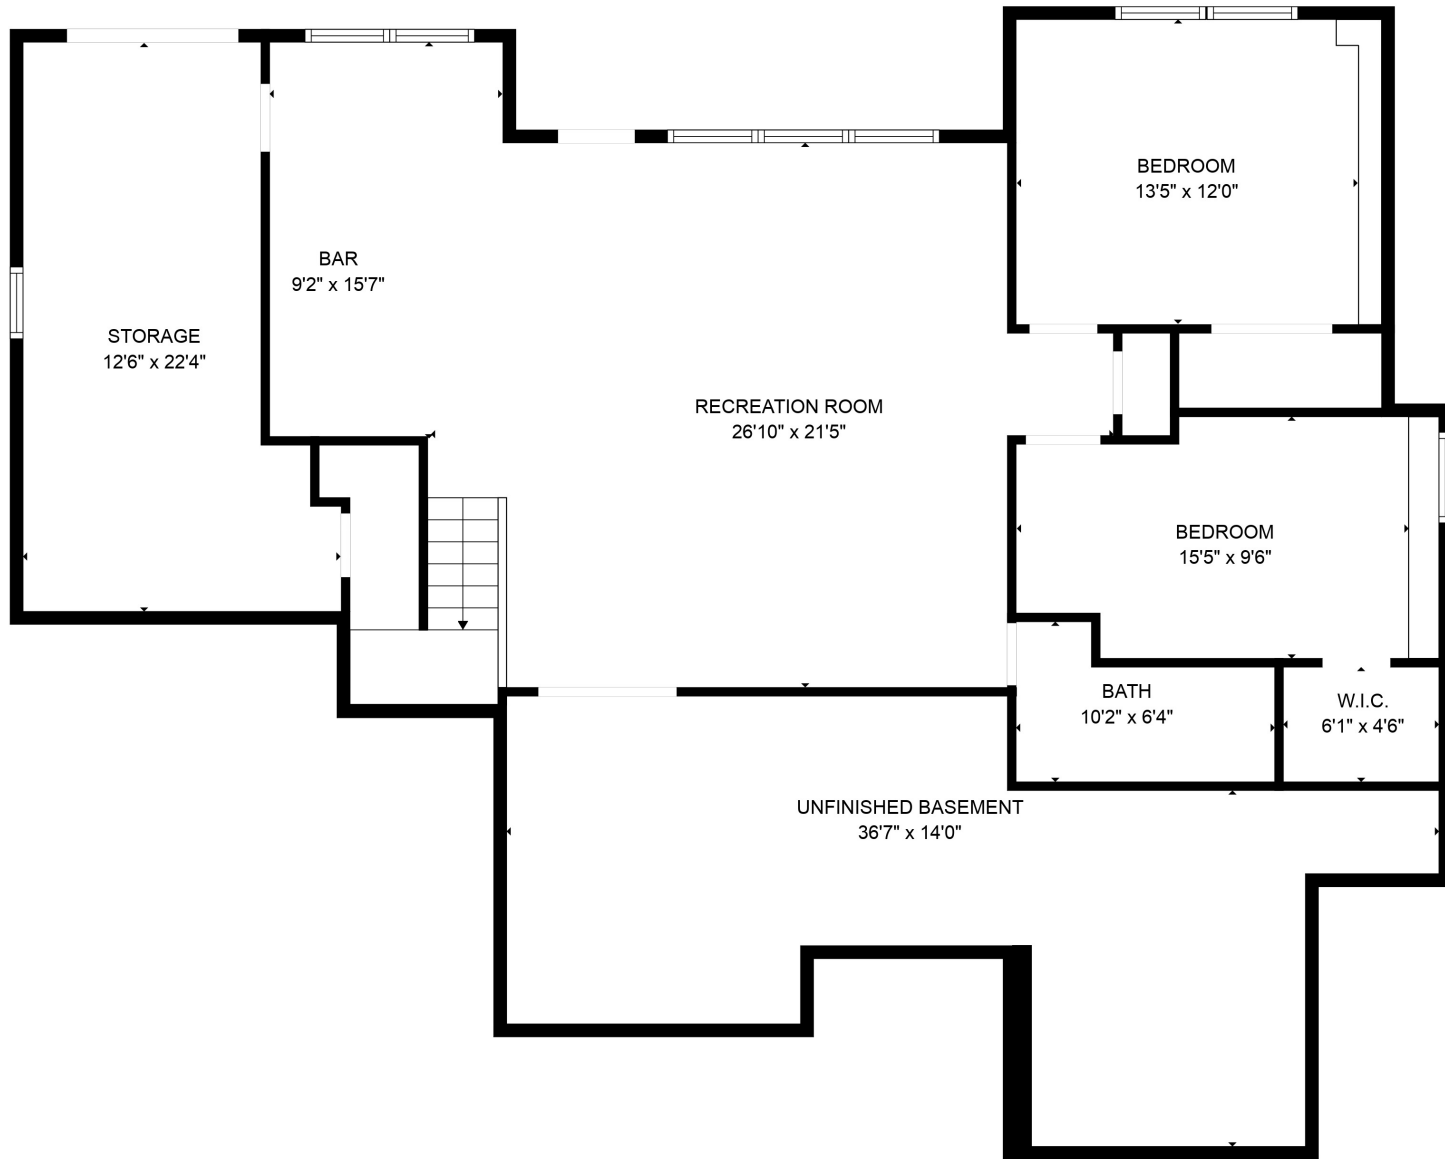 BEDROOM
13'5" x 12'0"
BAR
9'2" x 15'7"
STORAGE
12'6" x 22'4"
RECREATION ROOM
26'10" x 21'5"
BEDROOM
15'5" x 9'6"
BATH
10'2" x 6'4"
W.I.C.
6'1" x 4'6"
UNFINISHED BASEMENT
36'7" x 14'0"